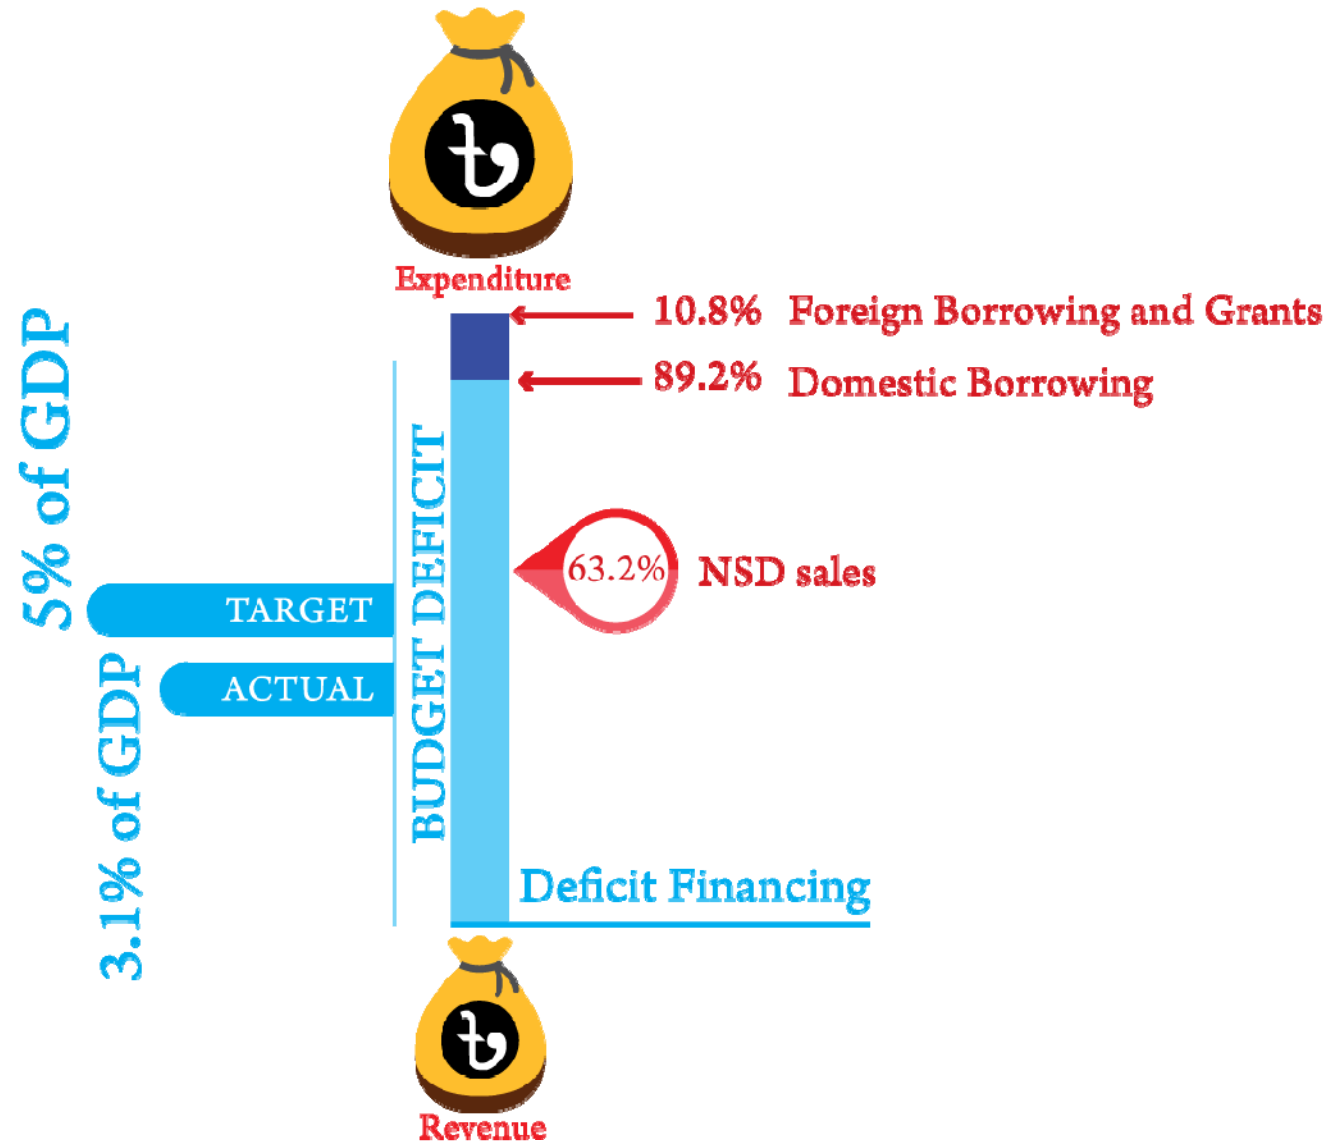 ৳
Expenditure
10.8% Foreign Borrowing and Grants
89.2% Domestic Borrowing
5% of GDP
BUDGET DEFICIT
63.2% NSD sales
TARGET
ACTUAL
3.1% of GDP
Deficit Financing
৳
Revenue